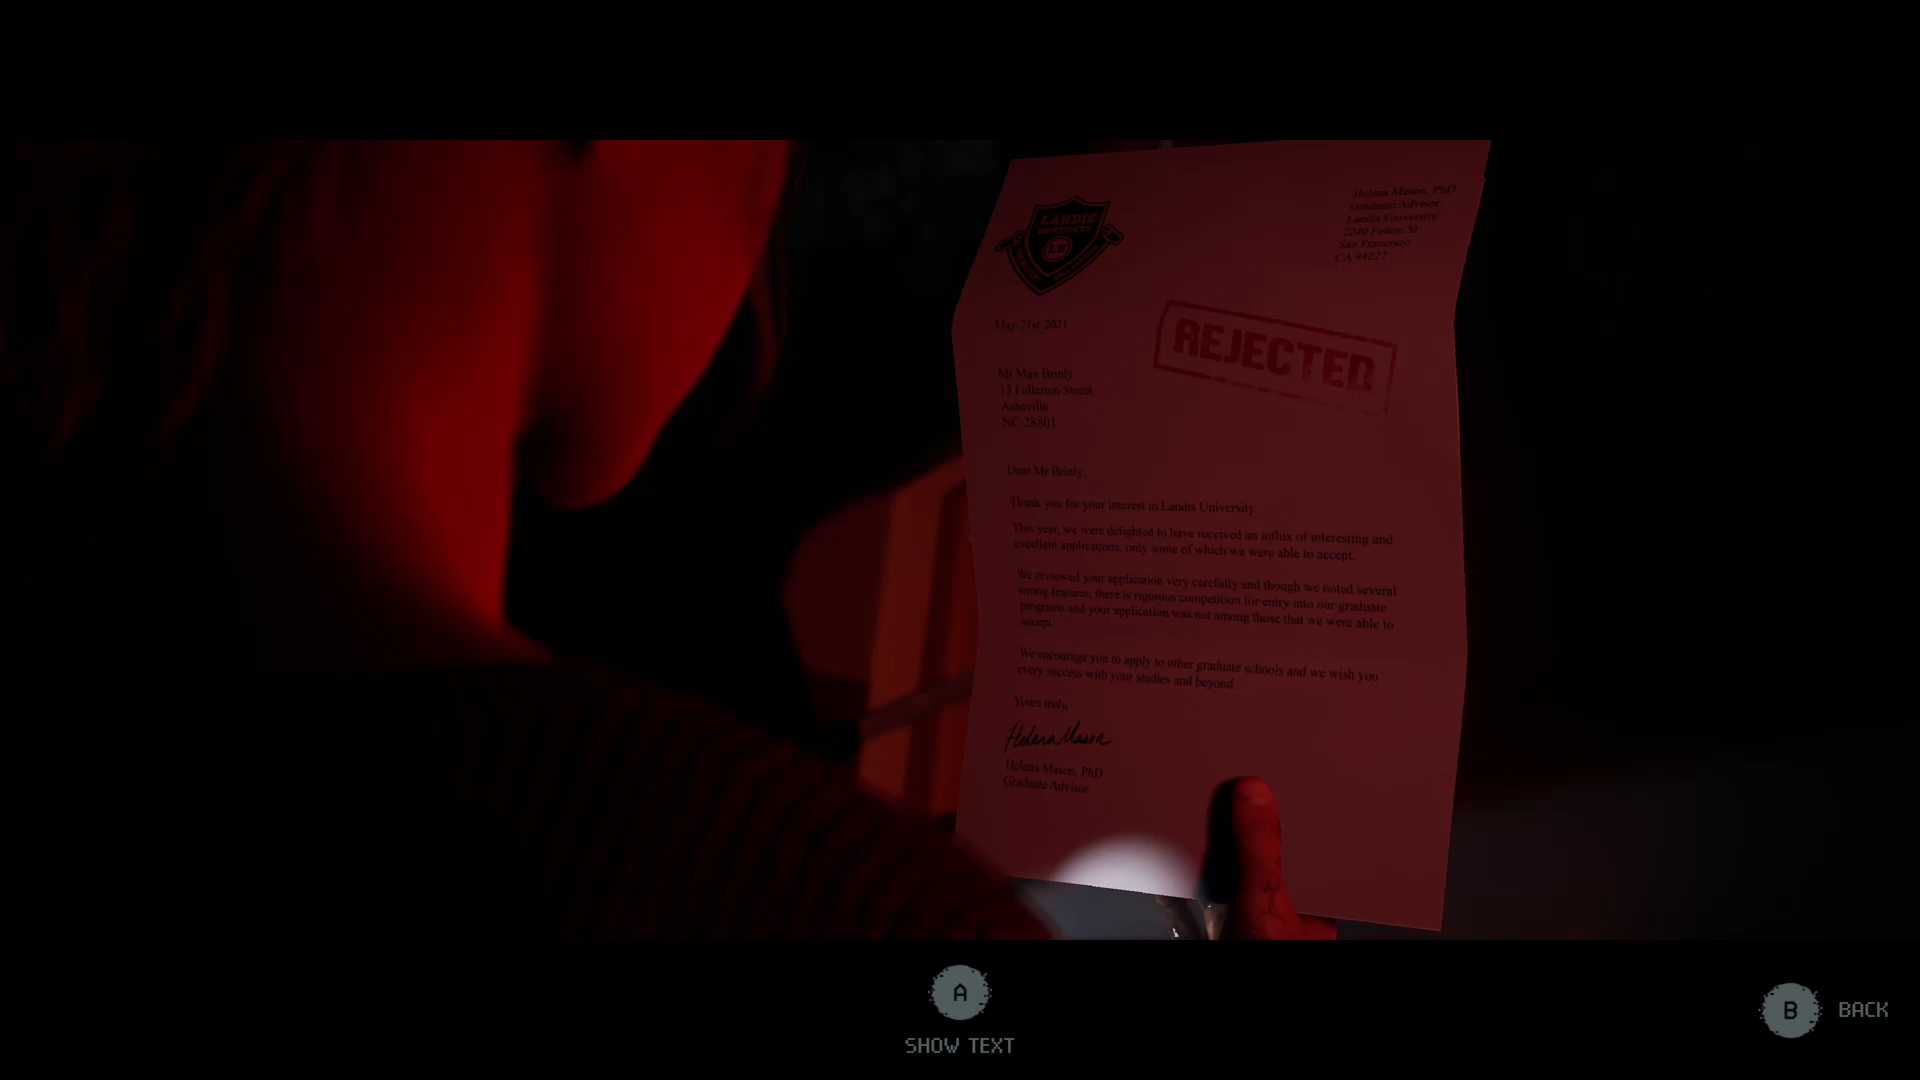 LANDIS
UNIVERSITY
LU
Helena Mason, PhD
Graduate Advisor
Landis University
2240 Fulton St
San Francisco
CA 94227
May 21st 2021
REJECTED
Mr Max Brinly
13 Fullerton Street
Asheville
NC 28801
Dear Mr Brinly,
Thank you for your interest in Landis University.
This year, we were delighted to have received an influx of interesting and
excellent applications, only some of which we were able to accept.
We reviewed your application very carefully and though we noted several
strong features, there is rigorous competition for entry into our graduate
programs and your application was not among those that we were able to
accept.
We encourage you to apply to other graduate schools and we wish you
every success with your studies and beyond.
Yours truly,
Helena Mason
Helena Mason, PhD
Graduate Advisor
A
SHOW TEXT
B BACK